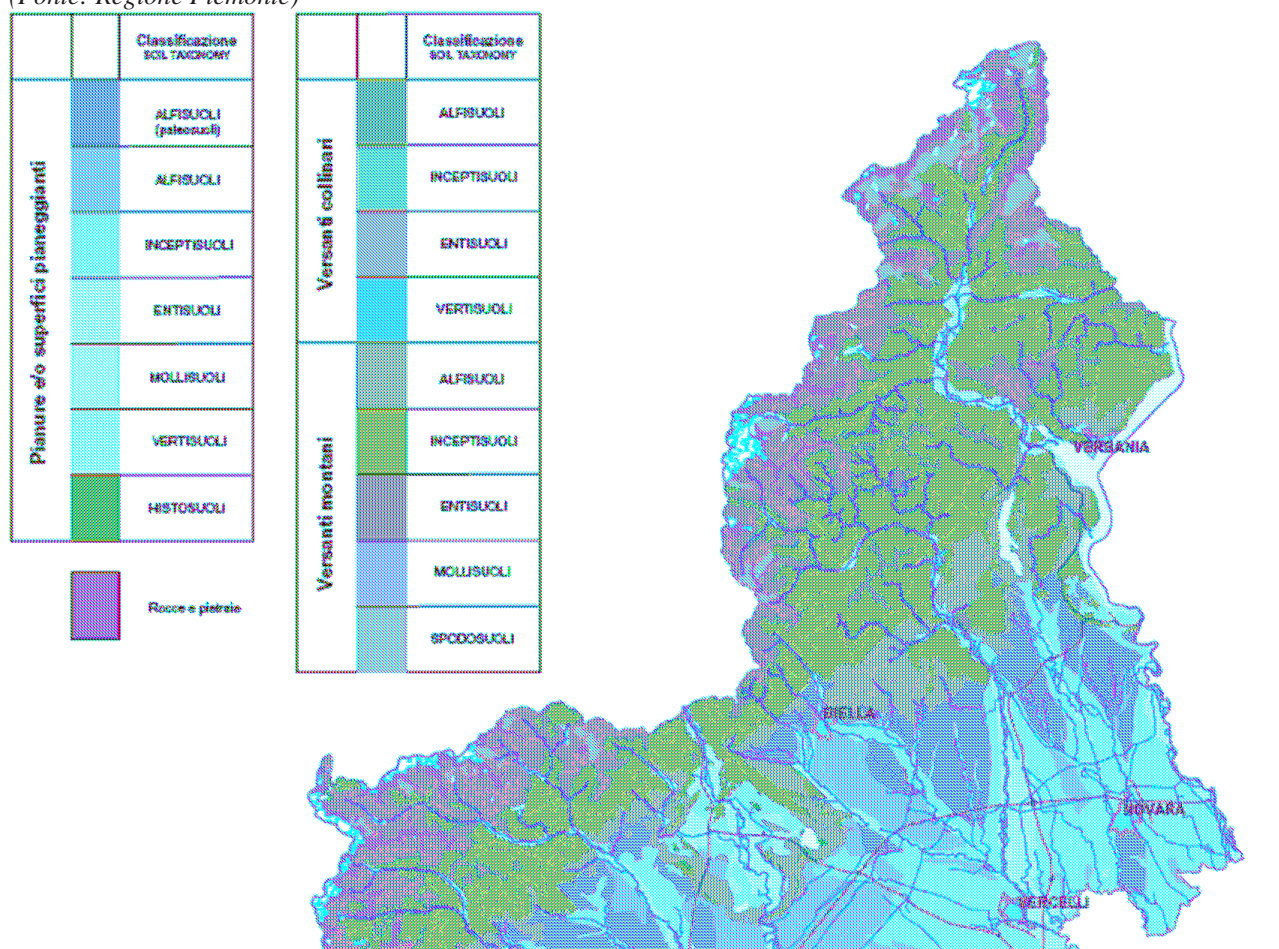 (Fonte: Regione Piemonte)
Classificazione
SOIL TAXONOMY
Pianure e/o superfici pianeggianti
ALFISUOLI
(paleosuoli)
ALFISUOLI
INCEPTISUOLI
ENTISUOLI
MOLLISUOLI
VERTISUOLI
HISTOSUOLI
Rocce e pietraie
Classificazione
SOIL TAXONOMY
Versanti collinari
ALFISUOLI
INCEPTISUOLI
ENTISUOLI
VERTISUOLI
Versanti montani
ALFISUOLI
INCEPTISUOLI
ENTISUOLI
MOLLISUOLI
SPODOSUOLI
VERBANIA
BIELLA
NOVARA
VERCELLI